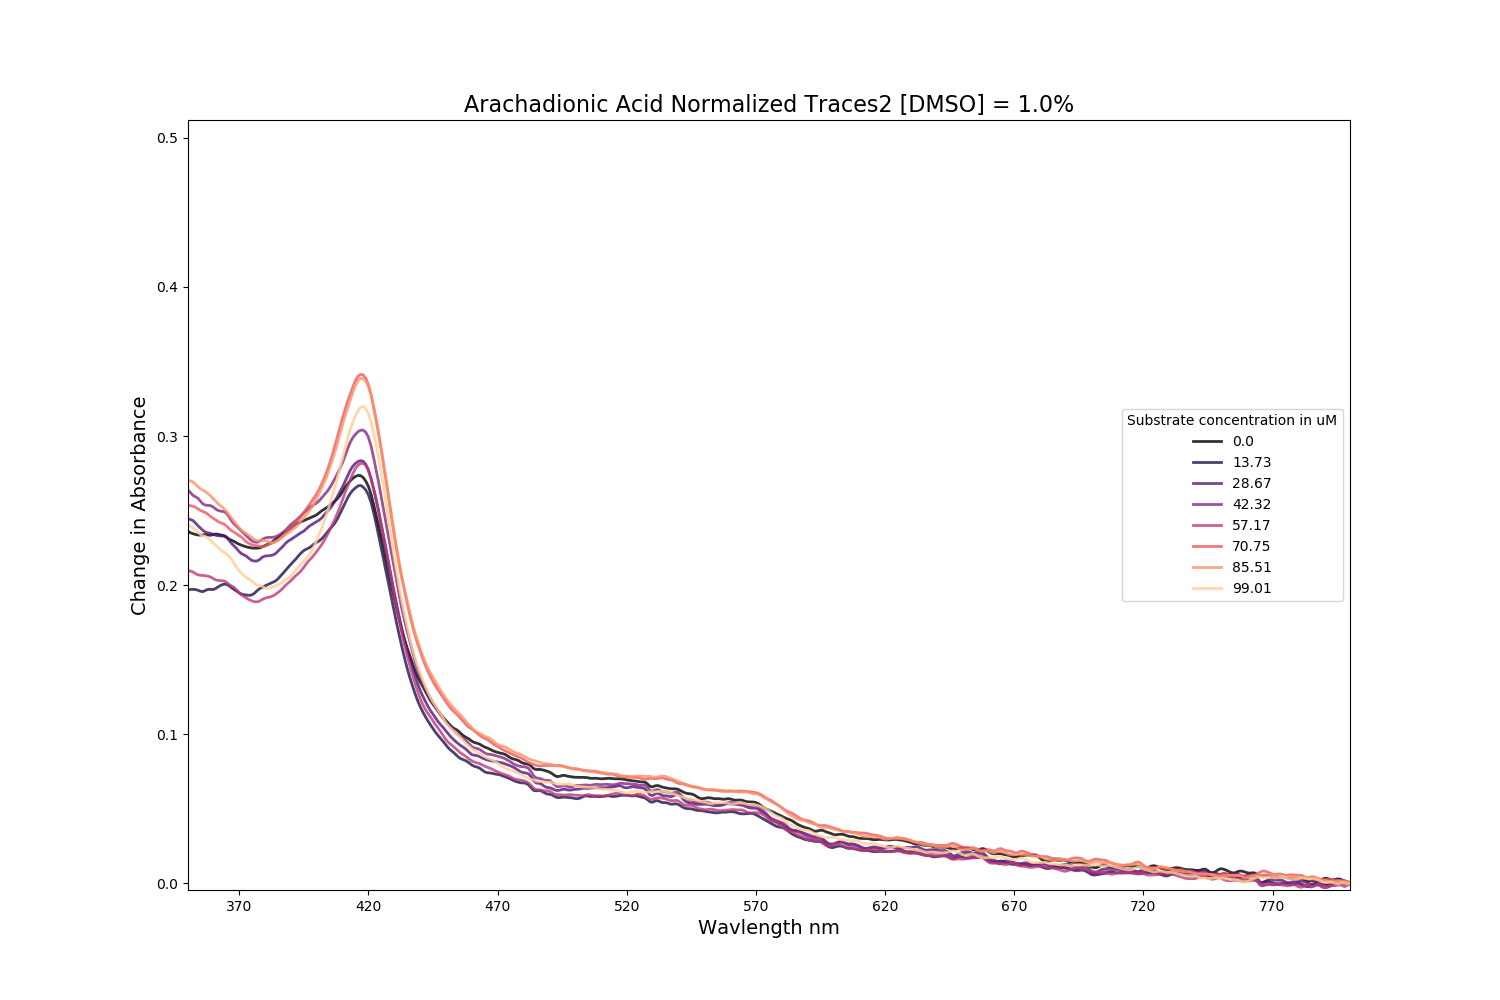 Arachadionic Acid Normalized Traces2 [DMSO] = 1.0%
0.5
0.4
0.3
0.2
0.1
0.0
Change in Absorbance
Substrate concentration in uM
0.0
13.73
28.67
42.32
57.17
70.75
85.51
99.01
370 420 470 520 570 620 670 720 770
Wavlength nm